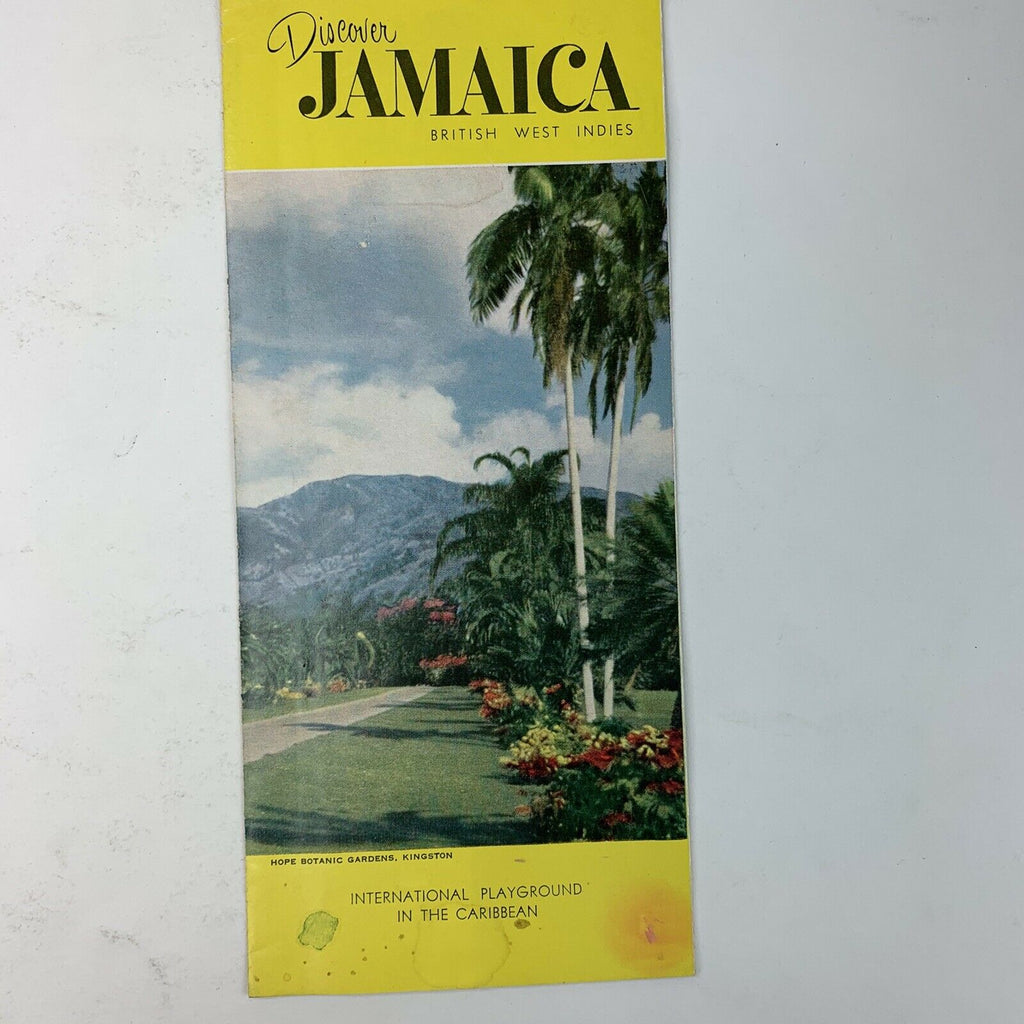 Discover
JAMAICA
BRITISH WEST INDIES
HOPE BOTANIC GARDENS, KINGSTON
INTERNATIONAL PLAYGROUND
IN THE CARIBBEAN